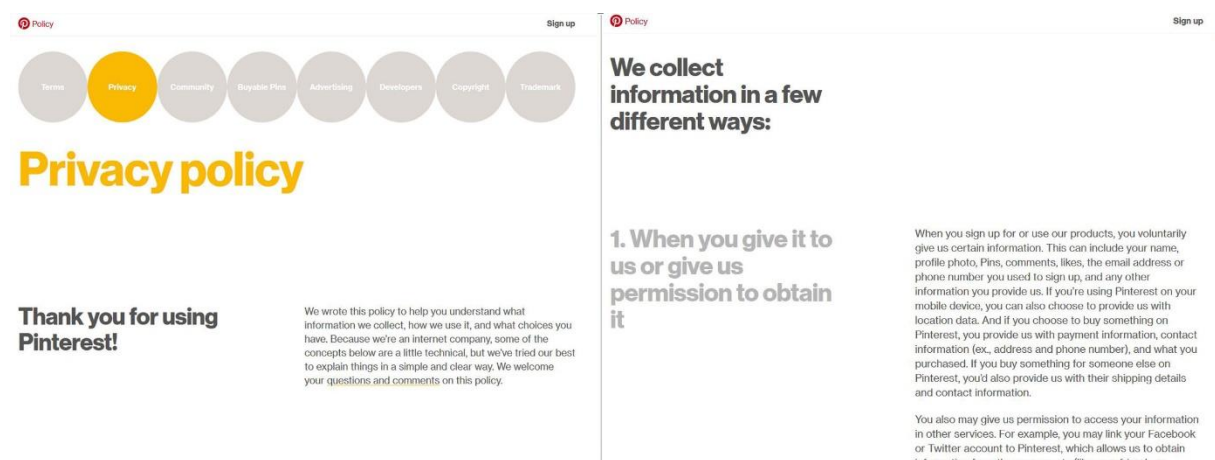 Policy
Sign up
Terms
Privacy
Community
Buyable Pins
Advertising
Developers
Copyright
Trademark
Privacy policy
Thank you for using
Pinterest!
We wrote this policy to help you understand what
information we collect, how we use it, and what choices you
have. Because we're an internet company, some of the
concepts below are a little technical, but we've tried our best
to explain things in a simple and clear way. We welcome
your questions and comments on this policy.
Policy
Sign up
We collect
information in a few
different ways:
1. When you give it to
us or give us
permission to obtain
it
When you sign up for or use our products, you voluntarily
give us certain information. This can include your name,
profile photo, Pins, comments, likes, the email address or
phone number you used to sign up, and any other
information you provide us. If you're using Pinterest on your
mobile device, you can also choose to provide us with
location data. And if you choose to buy something on
Pinterest, you provide us with payment information, contact
information (ex., address and phone number), and what you
purchased. If you buy something for someone else on
Pinterest, you'd also provide us with their shipping details
and contact information.
You also may give us permission to access your information
in other services. For example, you may link your Facebook
or Twitter account to Pinterest, which allows us to obtain